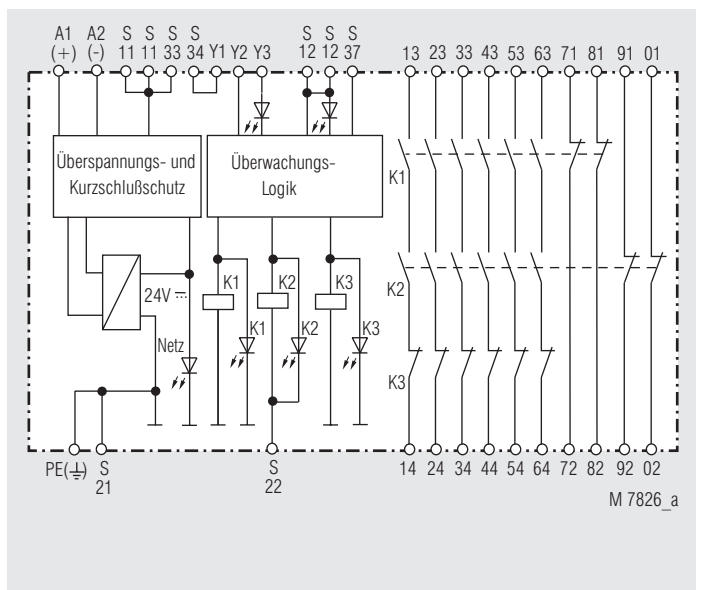 A1 A2 S S S S S S S
(+) (-) 11 11 33 34 Y1 Y2 Y3 12 12 37 13 23 33 43 53 63 71 81 91 01
Überspannungs- und
Kurzschlußschutz
Überwachungs-
Logik
K1
K1 K2 K3
24V
K2
Netz K1 K2 K3
K3
PE( ) S S 14 24 34 44 54 64 72 82 92 02
21 22
M 7826_a